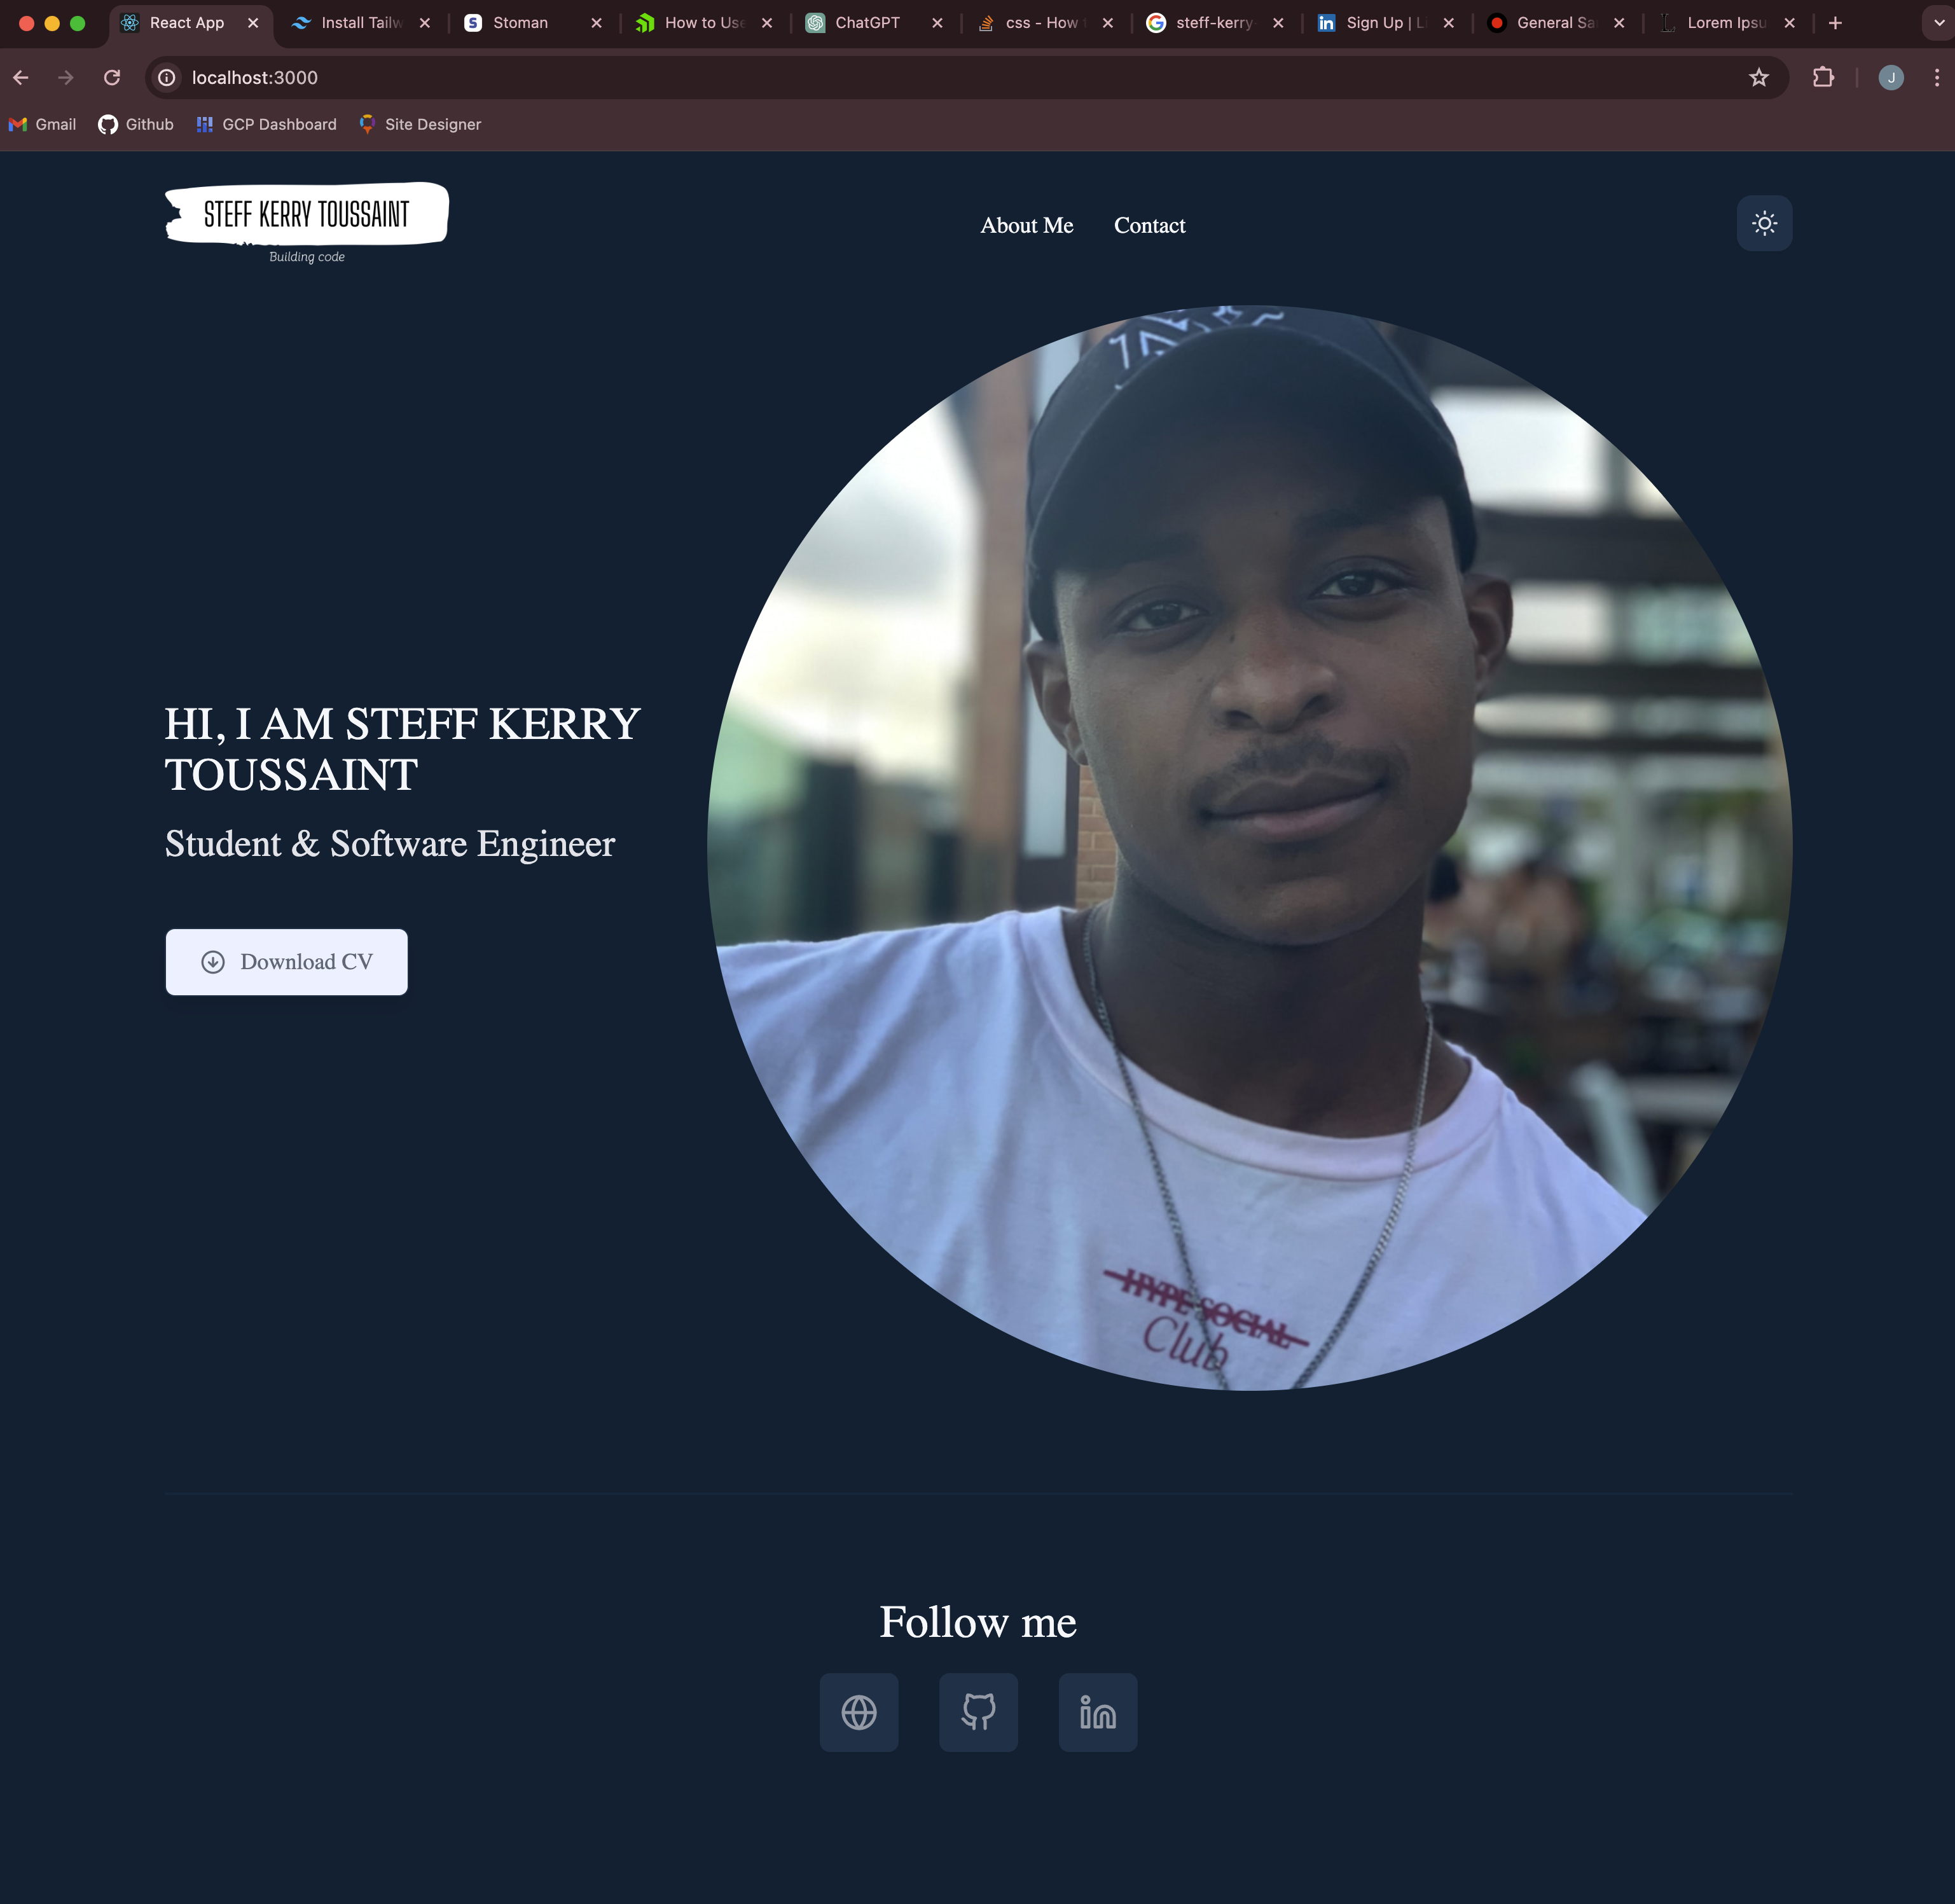 React App
Install Tailw
Stoman
How to Use
ChatGPT
css - How
steff-kerry
Sign Up | L
General Sa
Lorem Ipsu
localhost:3000
J
Gmail
Github
GCP Dashboard
Site Designer
STEFF KERRY TOUSSAINT
Building code
About Me
Contact
HI, I AM STEFF KERRY
TOUSSAINT
Student & Software Engineer
Download CV
HYPE SOCIAL
Club
Follow me